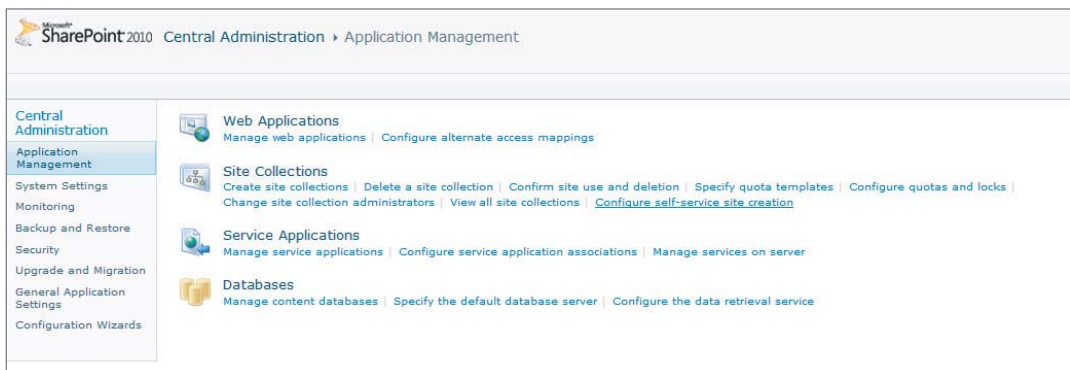 Microsoft
SharePoint 2010 Central Administration ▸ Application Management
Central
Administration
Application
Management
System Settings
Monitoring
Backup and Restore
Security
Upgrade and Migration
General Application
Settings
Configuration Wizards
Web Applications
Manage web applications | Configure alternate access mappings
Site Collections
Create site collections | Delete a site collection | Confirm site use and deletion | Specify quota templates | Configure quotas and locks |
Change site collection administrators | View all site collections | Configure self-service site creation
Service Applications
Manage service applications | Configure service application associations | Manage services on server
Databases
Manage content databases | Specify the default database server | Configure the data retrieval service